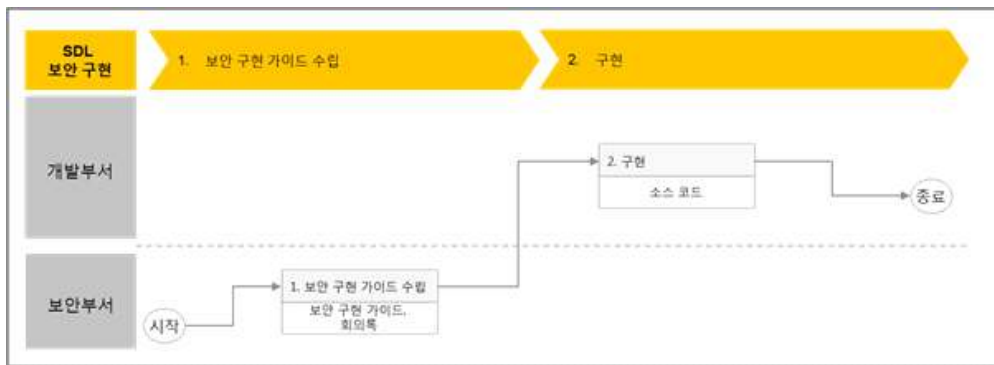 SDL
보안 구현
1. 보안 구현 가이드 수립
2. 구현
개발부서
2. 구현
소스 코드
종료
보안부서
시작
1. 보안 구현 가이드 수립
보안 구현 가이드,
회의록